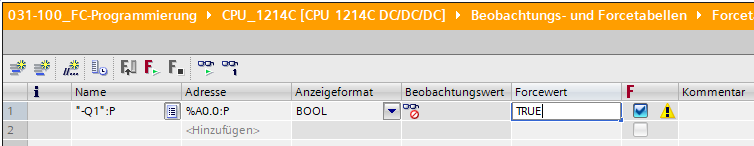 031-100_FC-Programmierung ▸ CPU_1214C [CPU 1214C DC/DC/DC] ▸ Beobachtungs- und Forcetabellen ▸ Forcet
i Name Adresse Anzeigeformat Beobachtungswert Forcewert F Kommentar
1 "-Q1":P %A0.0:P BOOL TRUE
2 <Hinzufügen>